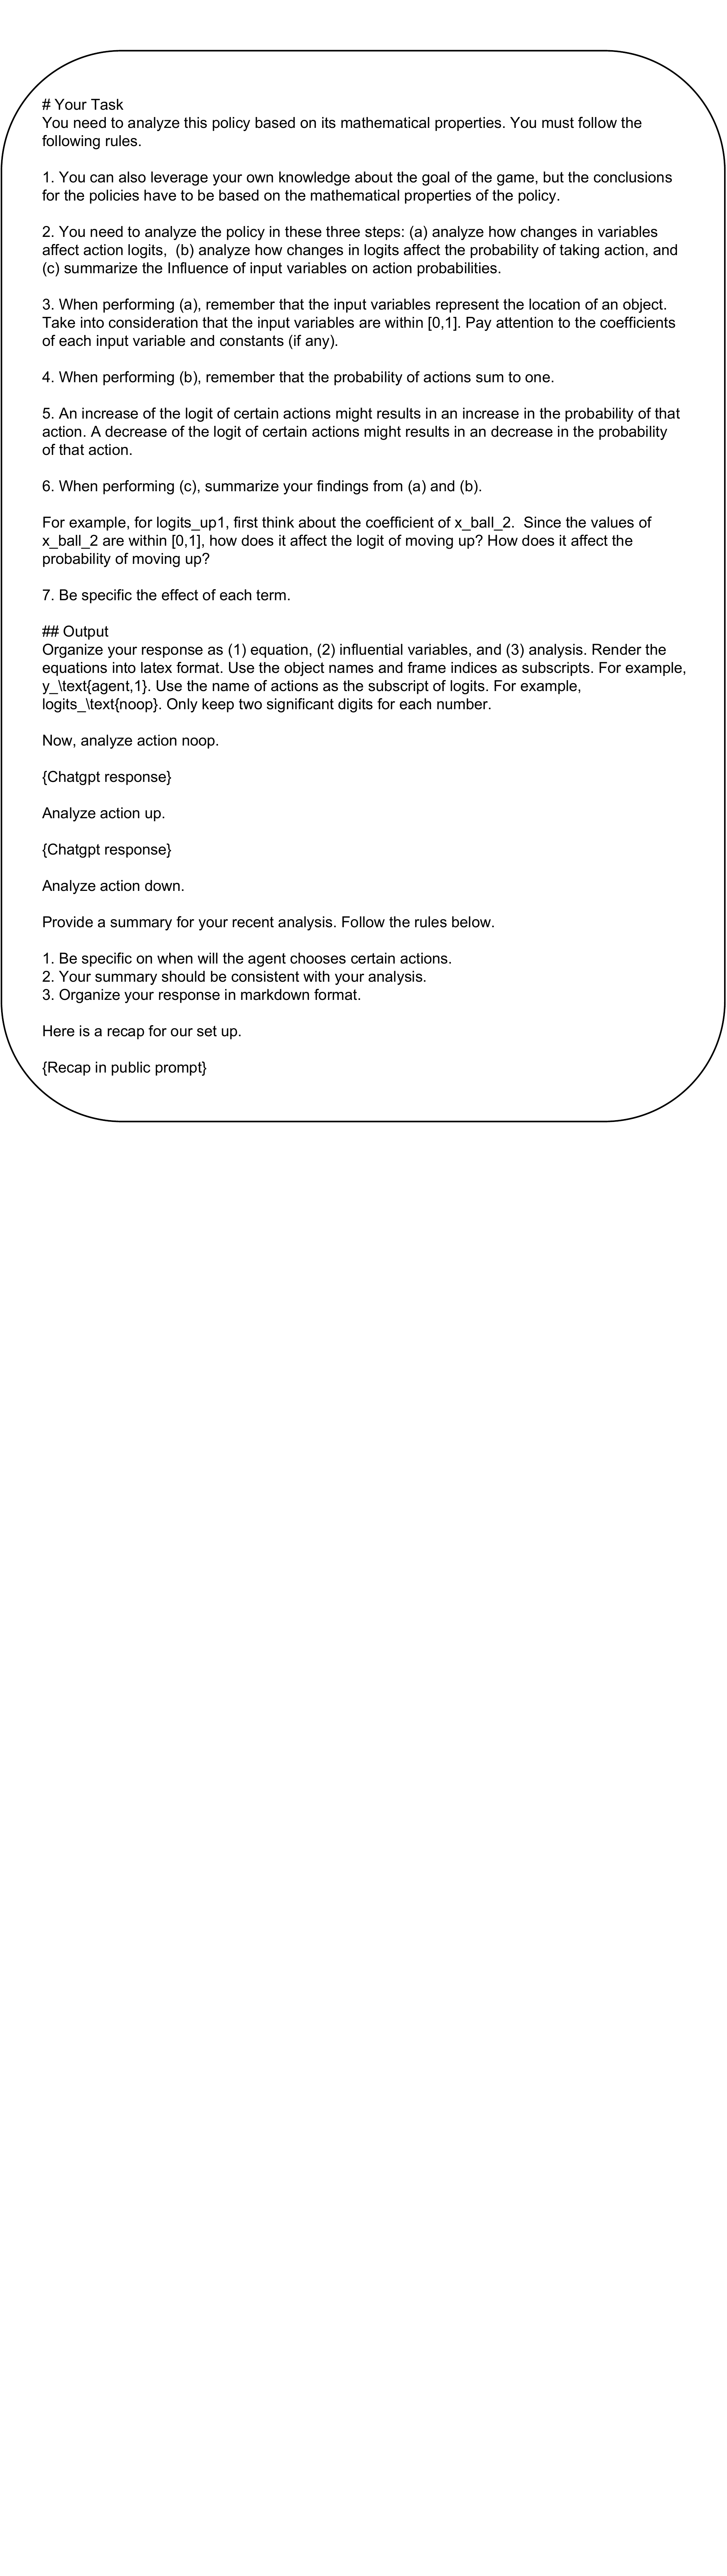 # Your Task
You need to analyze this policy based on its mathematical properties. You must follow the
following rules.
1. You can also leverage your own knowledge about the goal of the game, but the conclusions
for the policies have to be based on the mathematical properties of the policy.
2. You need to analyze the policy in these three steps: (a) analyze how changes in variables
affect action logits,  (b) analyze how changes in logits affect the probability of taking action, and
(c) summarize the Influence of input variables on action probabilities.
3. When performing (a), remember that the input variables represent the location of an object.
Take into consideration that the input variables are within [0,1]. Pay attention to the coefficients
of each input variable and constants (if any).
4. When performing (b), remember that the probability of actions sum to one.
5. An increase of the logit of certain actions might results in an increase in the probability of that
action. A decrease of the logit of certain actions might results in an decrease in the probability
of that action.
6. When performing (c), summarize your findings from (a) and (b).
For example, for logits_up1, first think about the coefficient of x_ball_2.  Since the values of
x_ball_2 are within [0,1], how does it affect the logit of moving up? How does it affect the
probability of moving up?
7. Be specific the effect of each term.
## Output
Organize your response as (1) equation, (2) influential variables, and (3) analysis. Render the
equations into latex format. Use the object names and frame indices as subscripts. For example,
y_\text{agent,1}. Use the name of actions as the subscript of logits. For example,
logits_\text{noop}. Only keep two significant digits for each number.
Now, analyze action noop.
{Chatgpt response}
Analyze action up.
{Chatgpt response}
Analyze action down.
Provide a summary for your recent analysis. Follow the rules below.
1. Be specific on when will the agent chooses certain actions.
2. Your summary should be consistent with your analysis.
3. Organize your response in markdown format.
Here is a recap for our set up.
{Recap in public prompt}